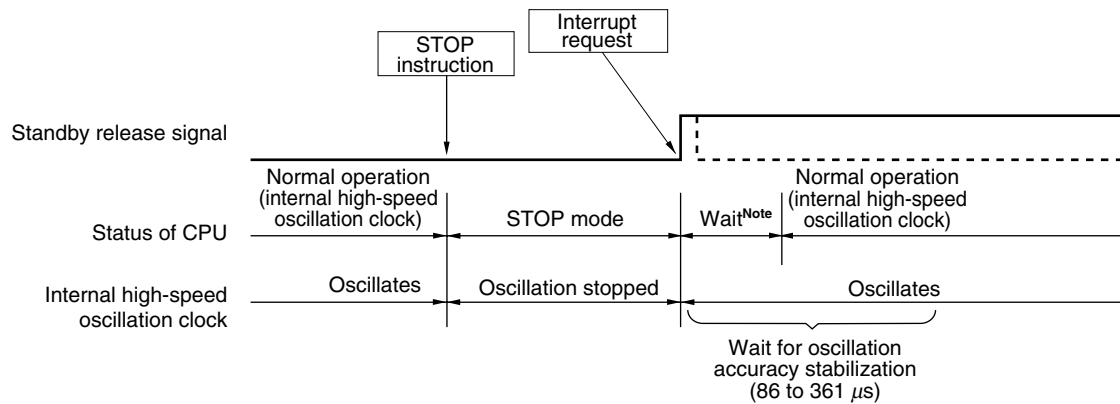 Interrupt
request
STOP
instruction
Standby release signal
Normal operation
(internal high-speed
oscillation clock)
Normal operation
(internal high-speed
oscillation clock)
Status of CPU
STOP mode
Wait^Note
Internal high-speed
oscillation clock
Oscillates
Oscillation stopped
Oscillates
Wait for oscillation
accuracy stabilization
(86 to 361 μs)